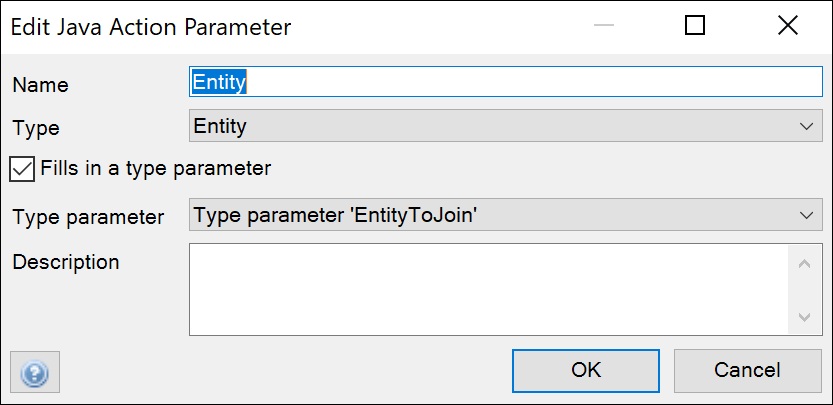 Edit Java Action Parameter
Name
Entity
Type
Entity
Fills in a type parameter
Type parameter
Type parameter 'EntityToJoin'
Description
?
OK
Cancel